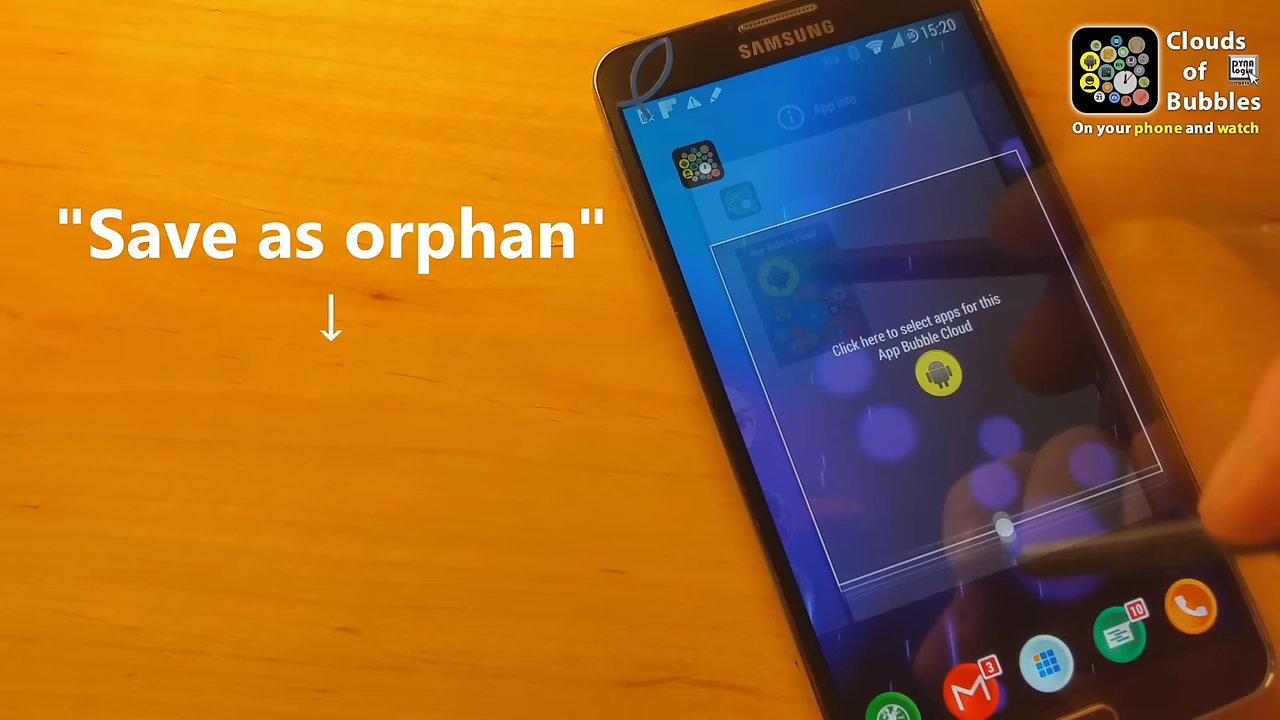 "Save as orphan"
↓
SAMSUNG
15:20
App info
Click here to select apps for this
App Bubble Cloud
3
10
Clouds
of
Bubbles
On your phone and watch